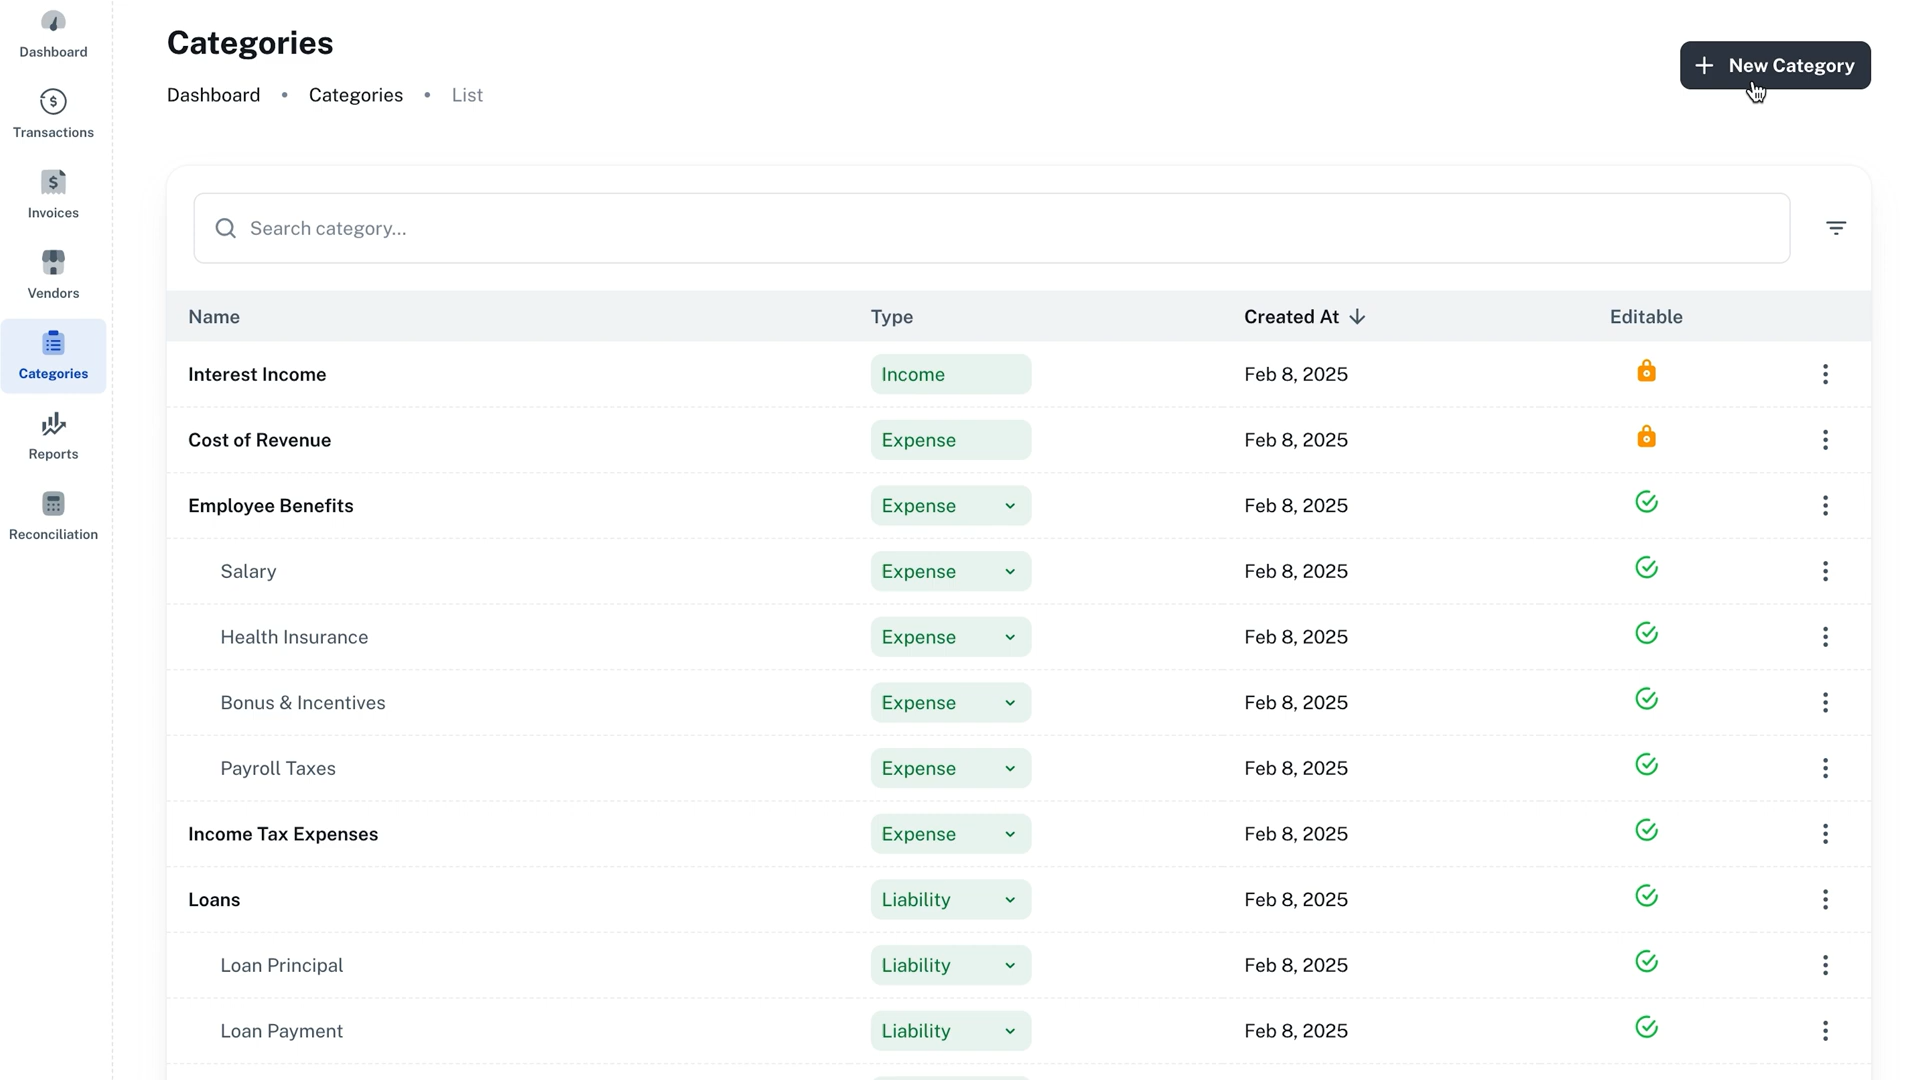 Dashboard
Transactions
Invoices
Vendors
Categories
Reports
Reconciliation
Categories
Dashboard • Categories • List
New Category
Search category...
Name Type Created At Editable
Interest Income Income Feb 8, 2025
Cost of Revenue Expense Feb 8, 2025
Employee Benefits Expense Feb 8, 2025
Salary Expense Feb 8, 2025
Health Insurance Expense Feb 8, 2025
Bonus & Incentives Expense Feb 8, 2025
Payroll Taxes Expense Feb 8, 2025
Income Tax Expenses Expense Feb 8, 2025
Loans Liability Feb 8, 2025
Loan Principal Liability Feb 8, 2025
Loan Payment Liability Feb 8, 2025